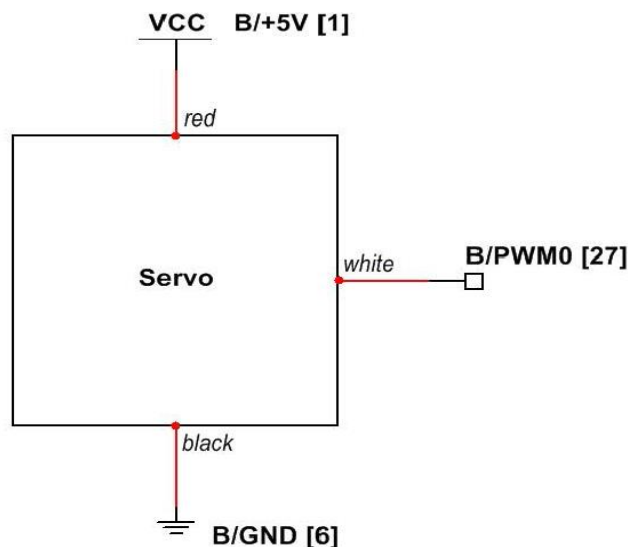 VCC B/+5V [1]
red
Servo
white
B/PWM0 [27]
black
B/GND [6]